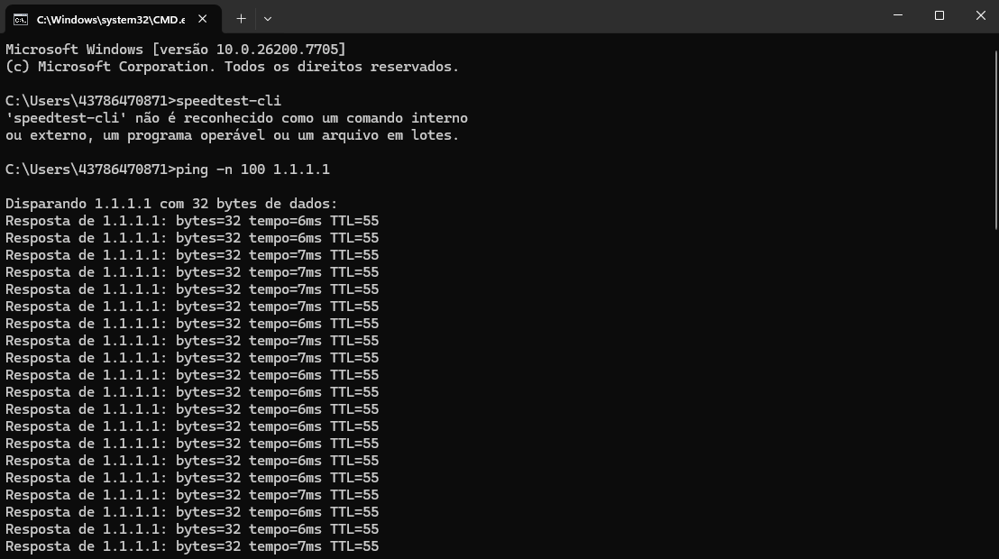 C:\Windows\system32\CMD.e
Microsoft Windows [versão 10.0.26200.7705]
(c) Microsoft Corporation. Todos os direitos reservados.
C:\Users\43786470871>speedtest-cli
'speedtest-cli' não é reconhecido como um comando interno
ou externo, um programa operável ou um arquivo em lotes.
C:\Users\43786470871>ping -n 100 1.1.1.1
Disparando 1.1.1.1 com 32 bytes de dados:
Resposta de 1.1.1.1: bytes=32 tempo=6ms TTL=55
Resposta de 1.1.1.1: bytes=32 tempo=6ms TTL=55
Resposta de 1.1.1.1: bytes=32 tempo=7ms TTL=55
Resposta de 1.1.1.1: bytes=32 tempo=7ms TTL=55
Resposta de 1.1.1.1: bytes=32 tempo=7ms TTL=55
Resposta de 1.1.1.1: bytes=32 tempo=7ms TTL=55
Resposta de 1.1.1.1: bytes=32 tempo=6ms TTL=55
Resposta de 1.1.1.1: bytes=32 tempo=7ms TTL=55
Resposta de 1.1.1.1: bytes=32 tempo=7ms TTL=55
Resposta de 1.1.1.1: bytes=32 tempo=6ms TTL=55
Resposta de 1.1.1.1: bytes=32 tempo=6ms TTL=55
Resposta de 1.1.1.1: bytes=32 tempo=6ms TTL=55
Resposta de 1.1.1.1: bytes=32 tempo=6ms TTL=55
Resposta de 1.1.1.1: bytes=32 tempo=6ms TTL=55
Resposta de 1.1.1.1: bytes=32 tempo=6ms TTL=55
Resposta de 1.1.1.1: bytes=32 tempo=6ms TTL=55
Resposta de 1.1.1.1: bytes=32 tempo=7ms TTL=55
Resposta de 1.1.1.1: bytes=32 tempo=6ms TTL=55
Resposta de 1.1.1.1: bytes=32 tempo=6ms TTL=55
Resposta de 1.1.1.1: bytes=32 tempo=7ms TTL=55